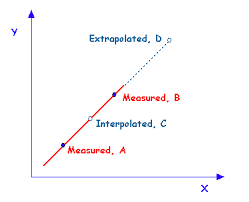 Y
Extrapolated, D
Measured, B
Interpolated, C
Measured, A
X